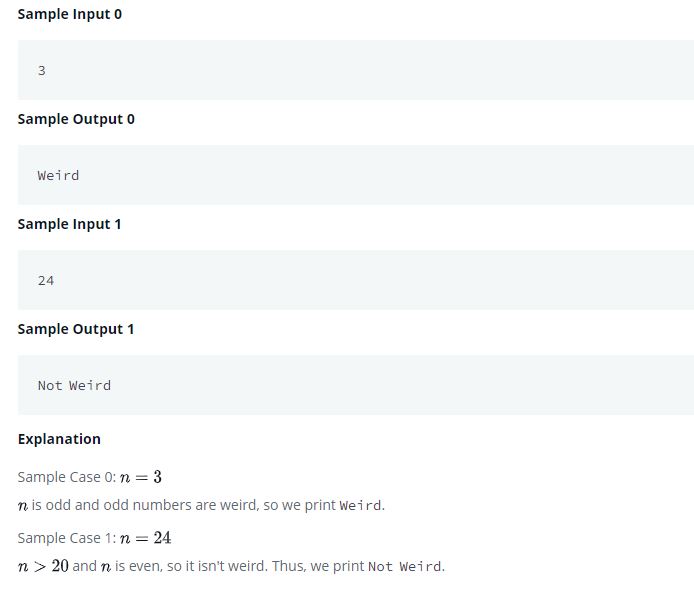 Sample Input 0
3
Sample Output 0
Weird
Sample Input 1
24
Sample Output 1
Not Weird
Explanation
Sample Case 0: n = 3
n is odd and odd numbers are weird, so we print Weird.
Sample Case 1: n = 24
n > 20 and n is even, so it isn't weird. Thus, we print Not Weird.